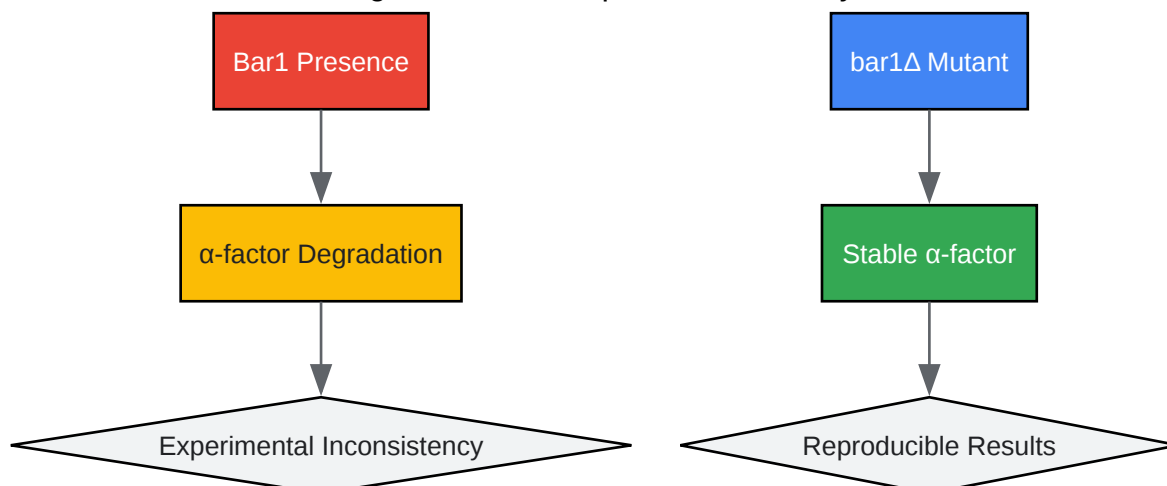 Bar1 Presence
bar1Δ Mutant
α-factor Degradation
Stable α-factor
Experimental Inconsistency
Reproducible Results